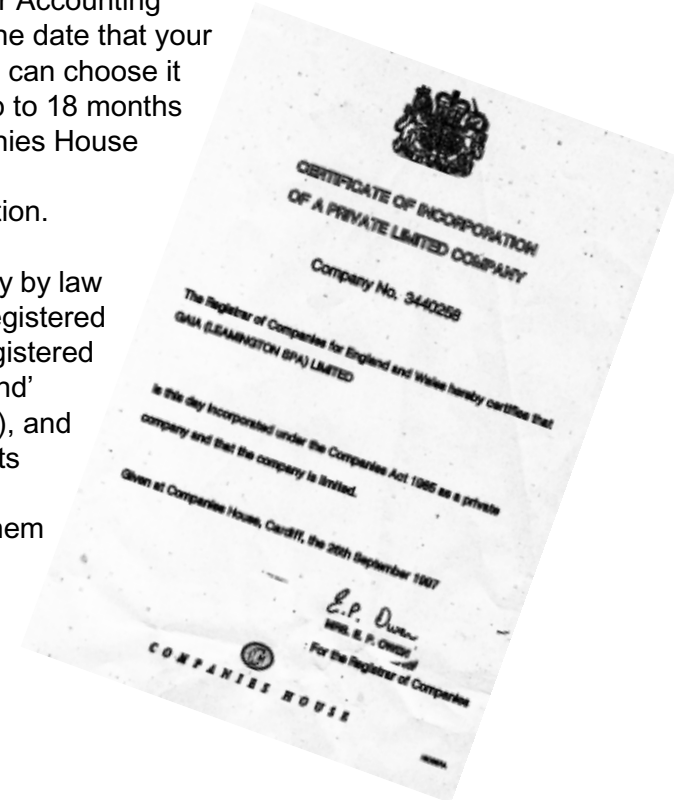 r Accounting
ne date that your
can choose it
o to 18 months
nies House
tion.
y by law
egistered
gistered
nd’
), and
ts
hem
CERTIFICATE OF INCORPORATION
OF A PRIVATE LIMITED COMPANY
Company No. 3440258
The Registrar of Companies for England and Wales hereby certifies that
GAIA (LEAMINGTON SPA) LIMITED
is this day incorporated under the Companies Act 1985 as a private
company and that the company is limited.
Given at Companies House, Cardiff, the 26th September 1997
E.P. Owen
MRS. E. P. OWEN
For the Registrar of Companies
COMPANIES HOUSE